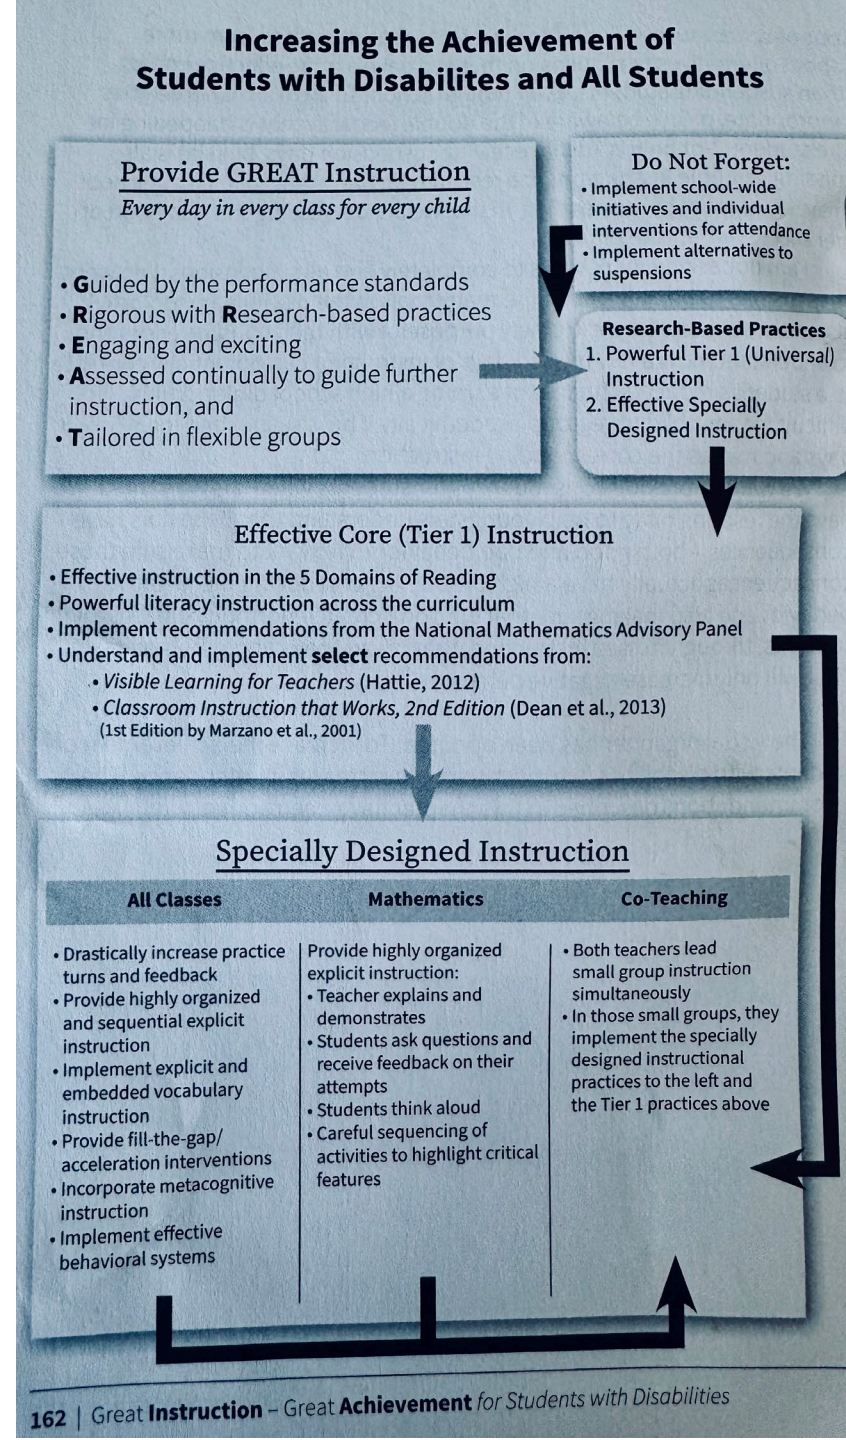 Increasing the Achievement of
Students with Disabilites and All Students
Provide GREAT Instruction
Every day in every class for every child
• Guided by the performance standards
• Rigorous with Research-based practices
• Engaging and exciting
• Assessed continually to guide further
instruction, and
• Tailored in flexible groups
Do Not Forget:
• Implement school-wide
initiatives and individual
interventions for attendance
• Implement alternatives to
suspensions
Research-Based Practices
1. Powerful Tier 1 (Universal)
Instruction
2. Effective Specially
Designed Instruction
Effective Core (Tier 1) Instruction
• Effective instruction in the 5 Domains of Reading
• Powerful literacy instruction across the curriculum
• Implement recommendations from the National Mathematics Advisory Panel
• Understand and implement select recommendations from:
• Visible Learning for Teachers (Hattie, 2012)
• Classroom Instruction that Works, 2nd Edition (Dean et al., 2013)
(1st Edition by Marzano et al., 2001)
Specially Designed Instruction
All Classes
• Drastically increase practice
turns and feedback
• Provide highly organized
and sequential explicit
instruction
• Implement explicit and
embedded vocabulary
instruction
• Provide fill-the-gap/
acceleration interventions
• Incorporate metacognitive
instruction
• Implement effective
behavioral systems
Mathematics
Provide highly organized
explicit instruction:
• Teacher explains and
demonstrates
• Students ask questions and
receive feedback on their
attempts
• Students think aloud
• Careful sequencing of
activities to highlight critical
features
Co-Teaching
• Both teachers lead
small group instruction
simultaneously
• In those small groups, they
implement the specially
designed instructional
practices to the left and
the Tier 1 practices above
162 | Great Instruction – Great Achievement for Students with Disabilities